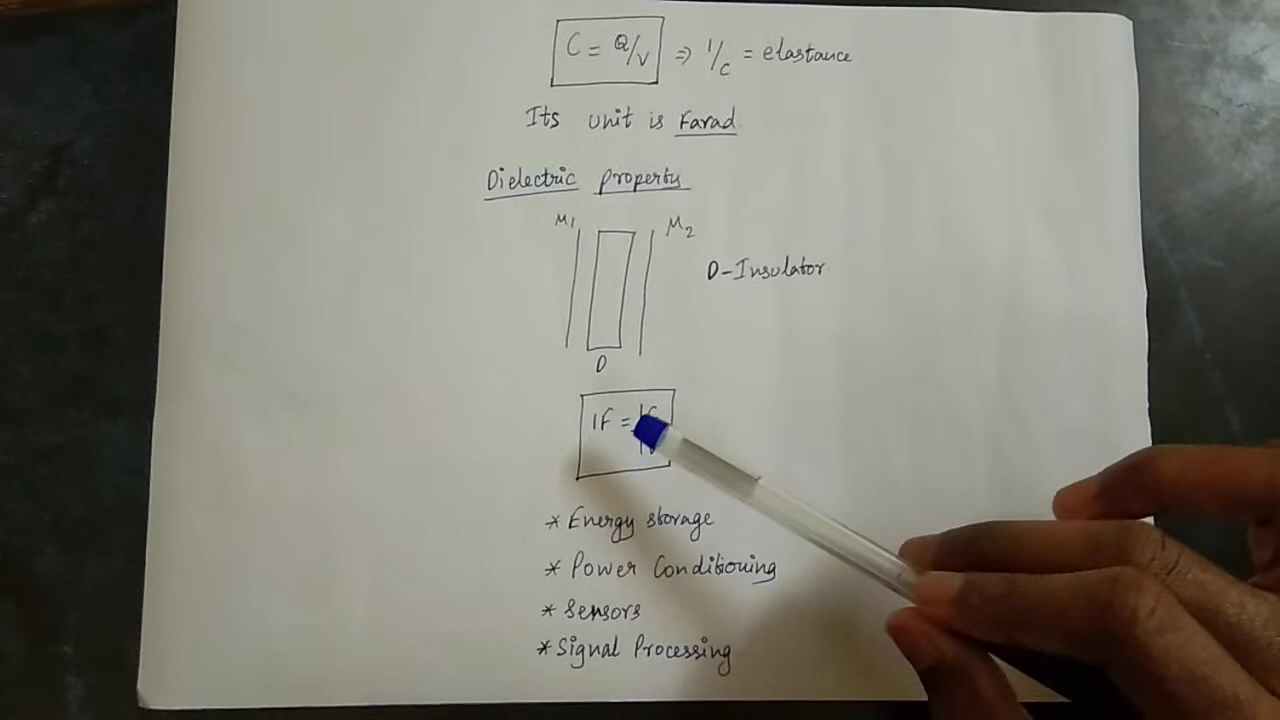 C = Q/V ⇒ 1/C = elastance
Its unit is Farad
Dielectric property
M1 M2
D-Insulator
D
1F =
* Energy storage
* Power Conditioning
* Sensors
* Signal Processing